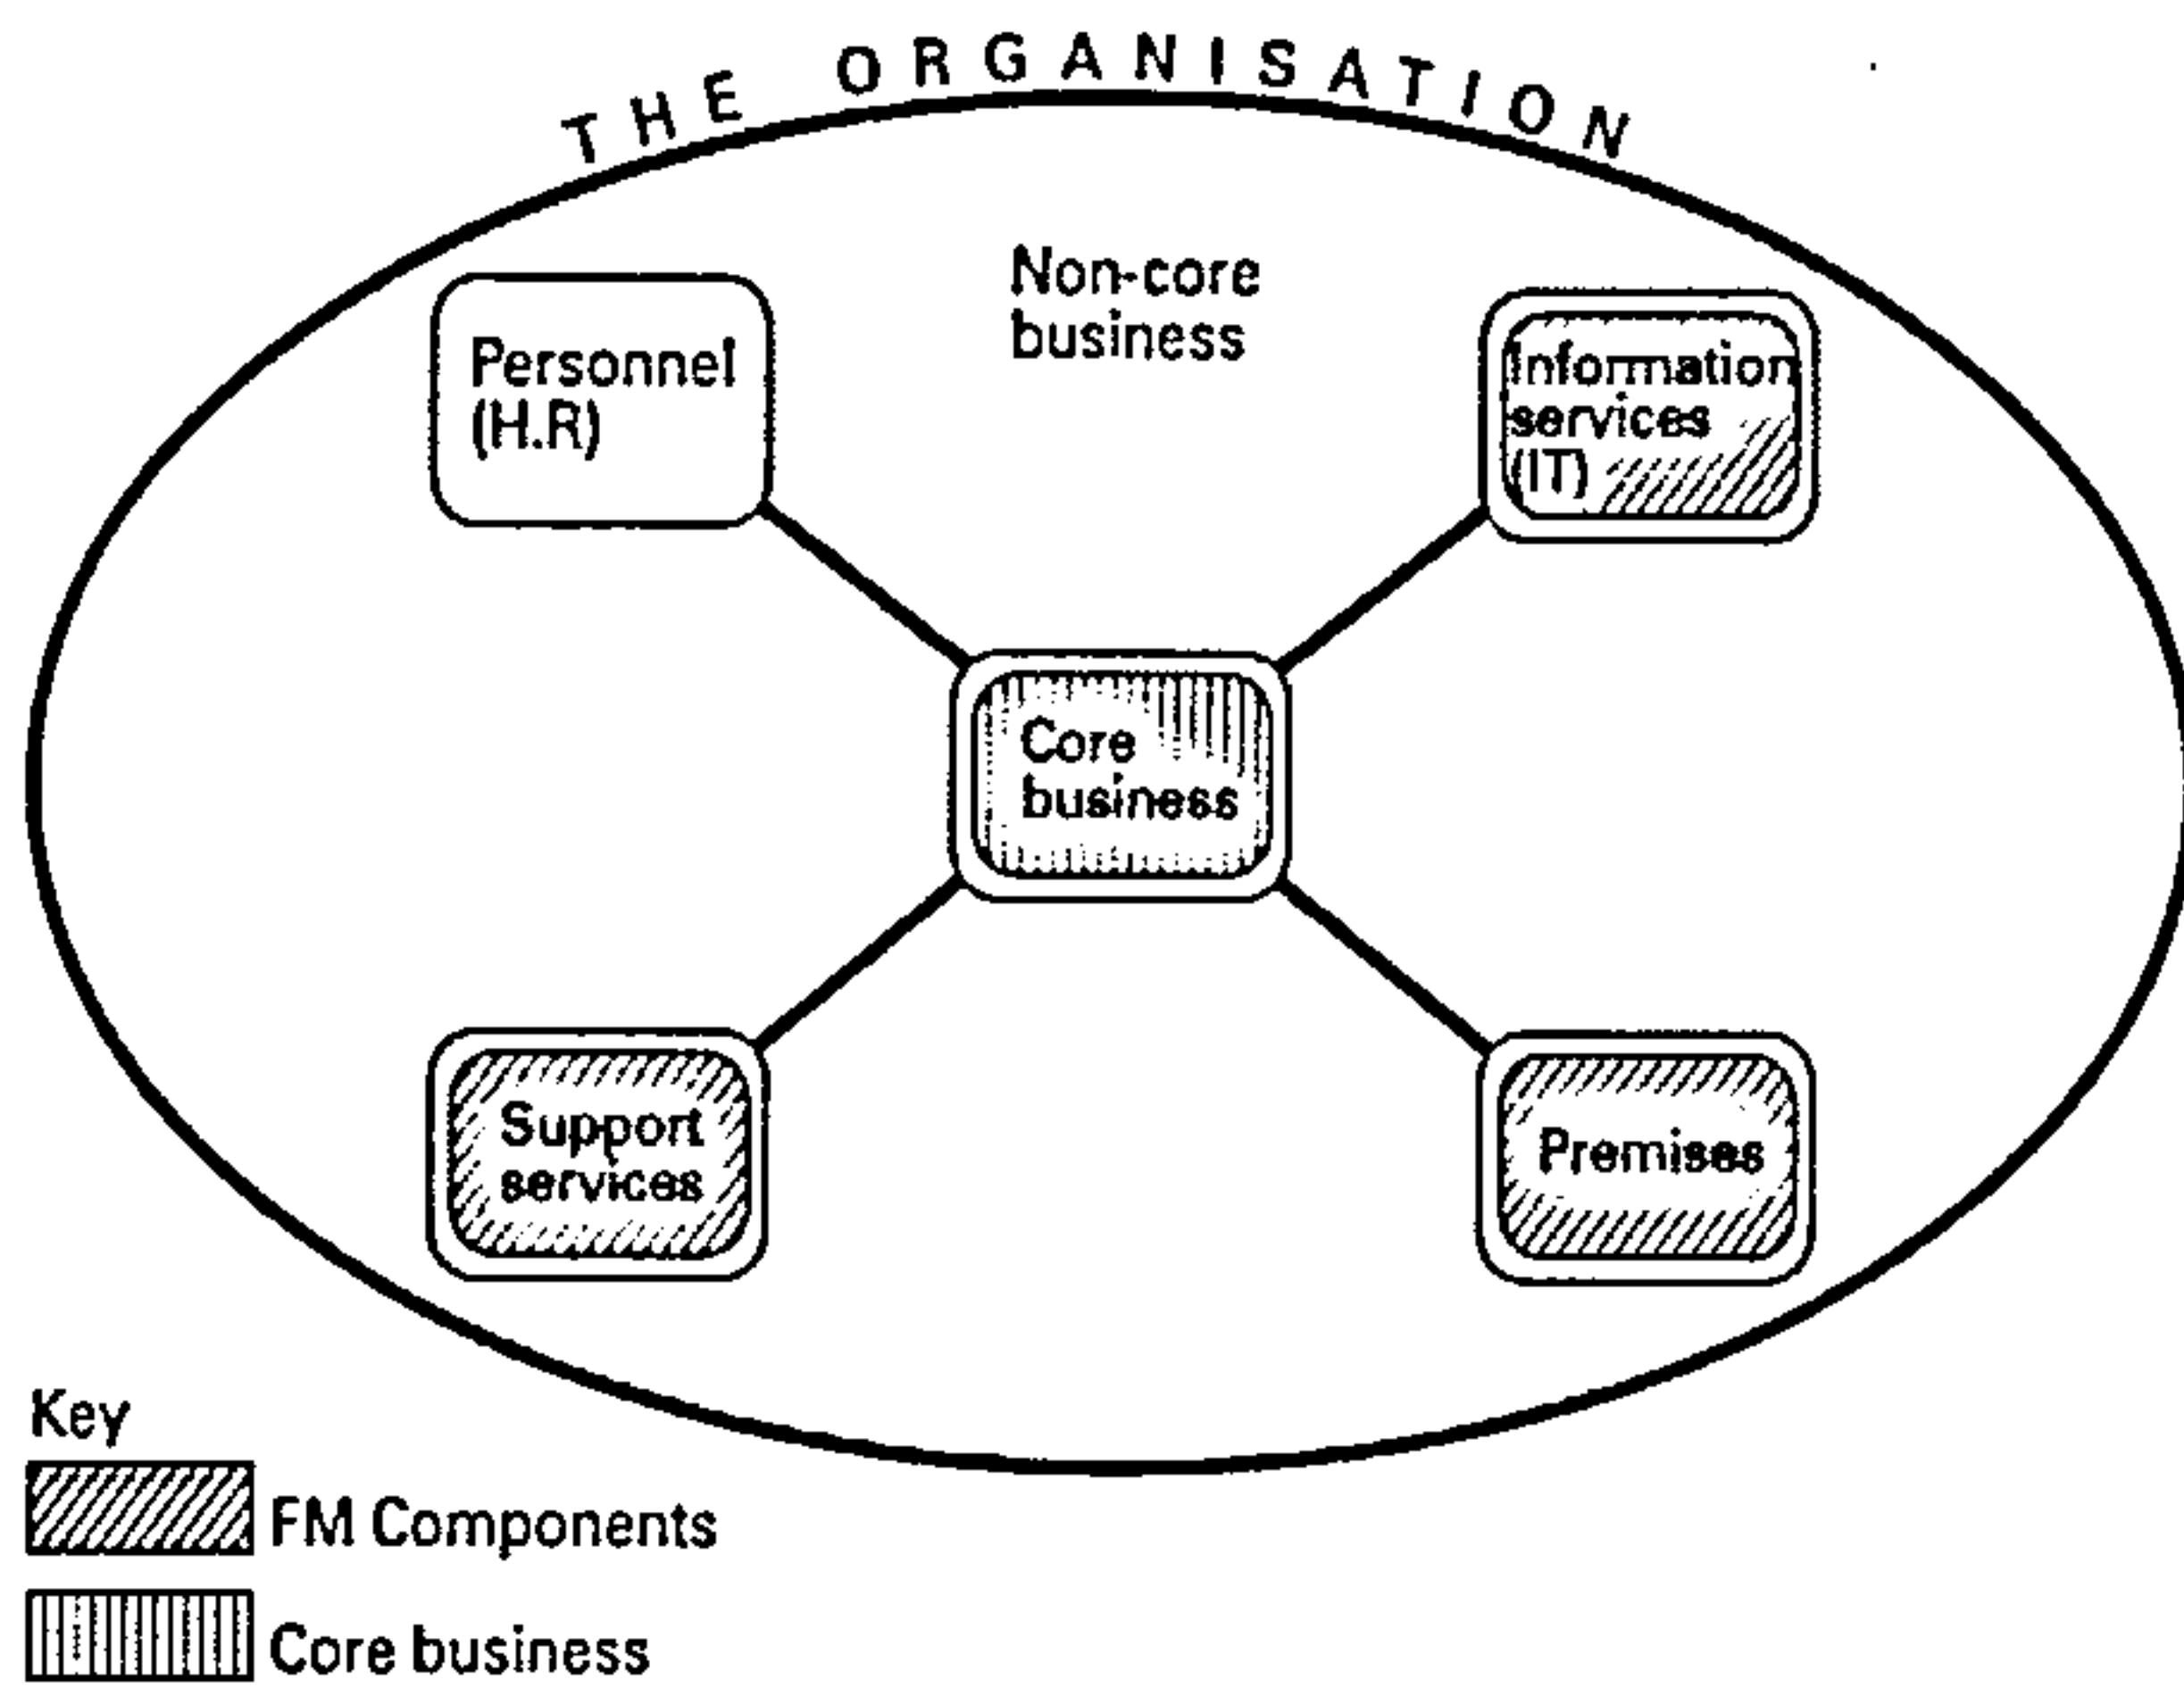 THE ORGANISATION
Non-core
business
Personnel
(H.R)
Information
services
(IT)
Core
business
Support
services
Premises
Key
FM Components
Core business